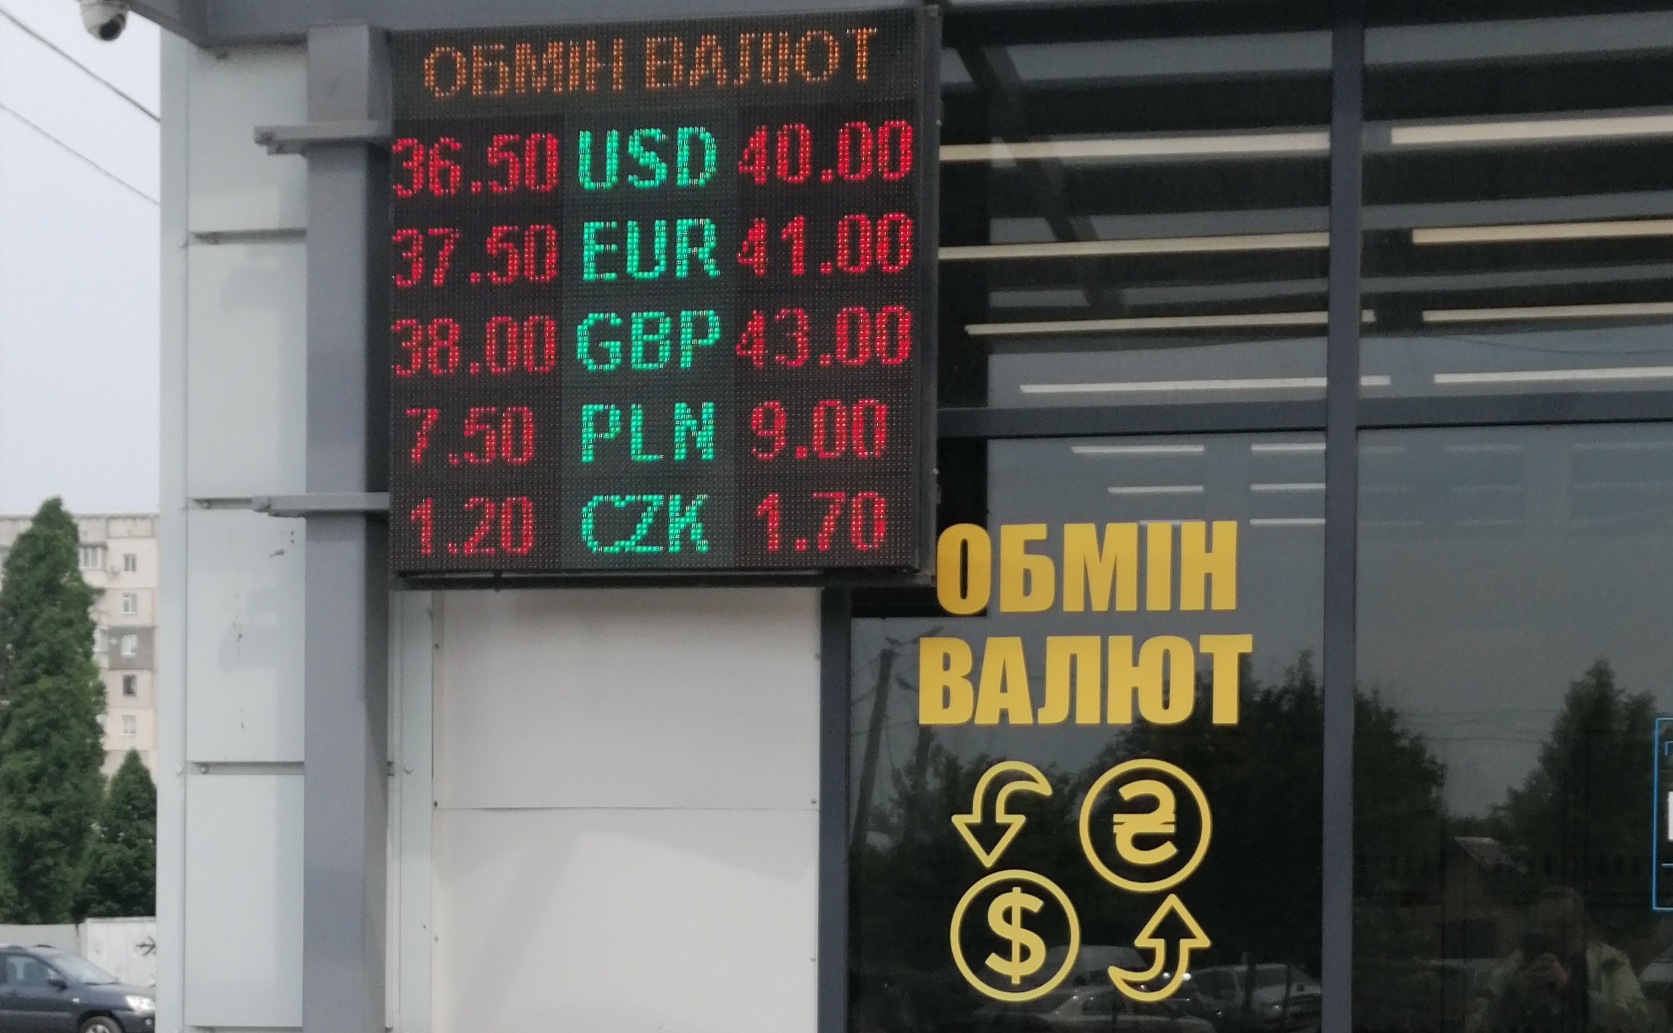 ОБМІН ВАЛЮТ
36.50 USD 40.00
37.50 EUR 41.00
38.00 GBP 43.00
7.50 PLN 9.00
1.20 CZK 1.70
ОБМІН
ВАЛЮТ
₴
$